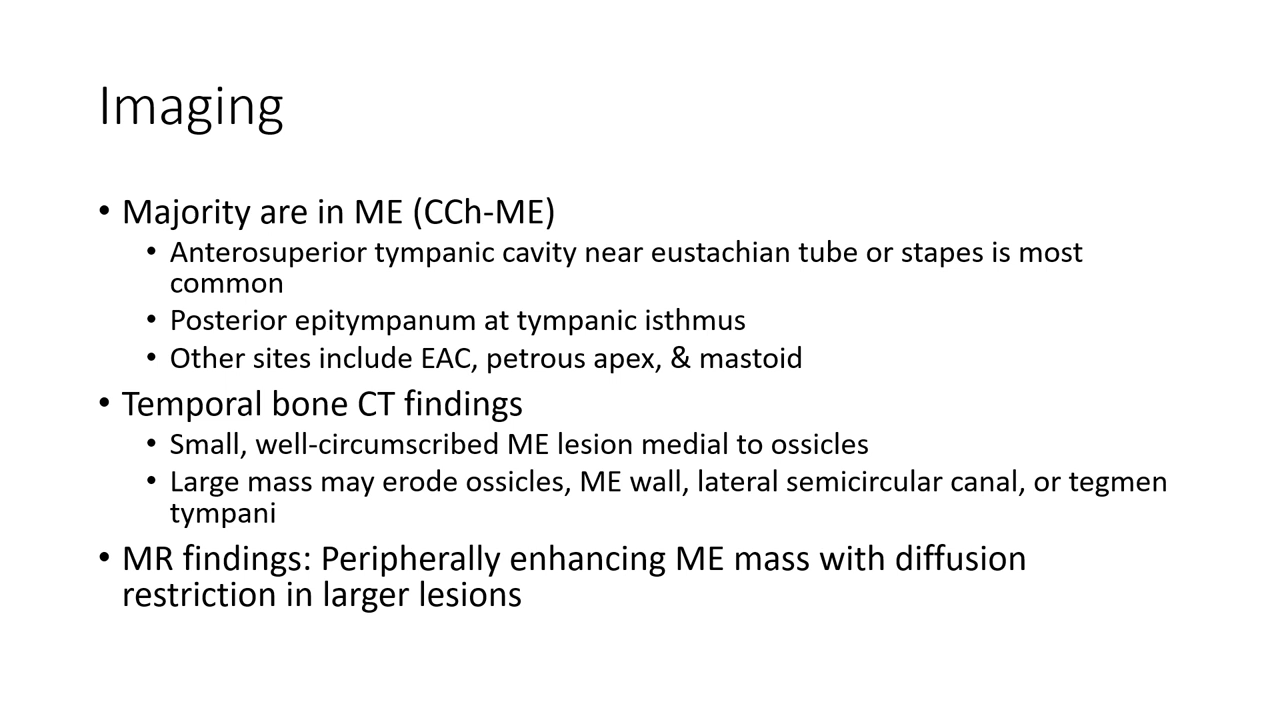 Imaging
• Majority are in ME (CCh-ME)
• Anterosuperior tympanic cavity near eustachian tube or stapes is most
common
• Posterior epitympanum at tympanic isthmus
• Other sites include EAC, petrous apex, & mastoid
• Temporal bone CT findings
• Small, well-circumscribed ME lesion medial to ossicles
• Large mass may erode ossicles, ME wall, lateral semicircular canal, or tegmen
tympani
• MR findings: Peripherally enhancing ME mass with diffusion
restriction in larger lesions